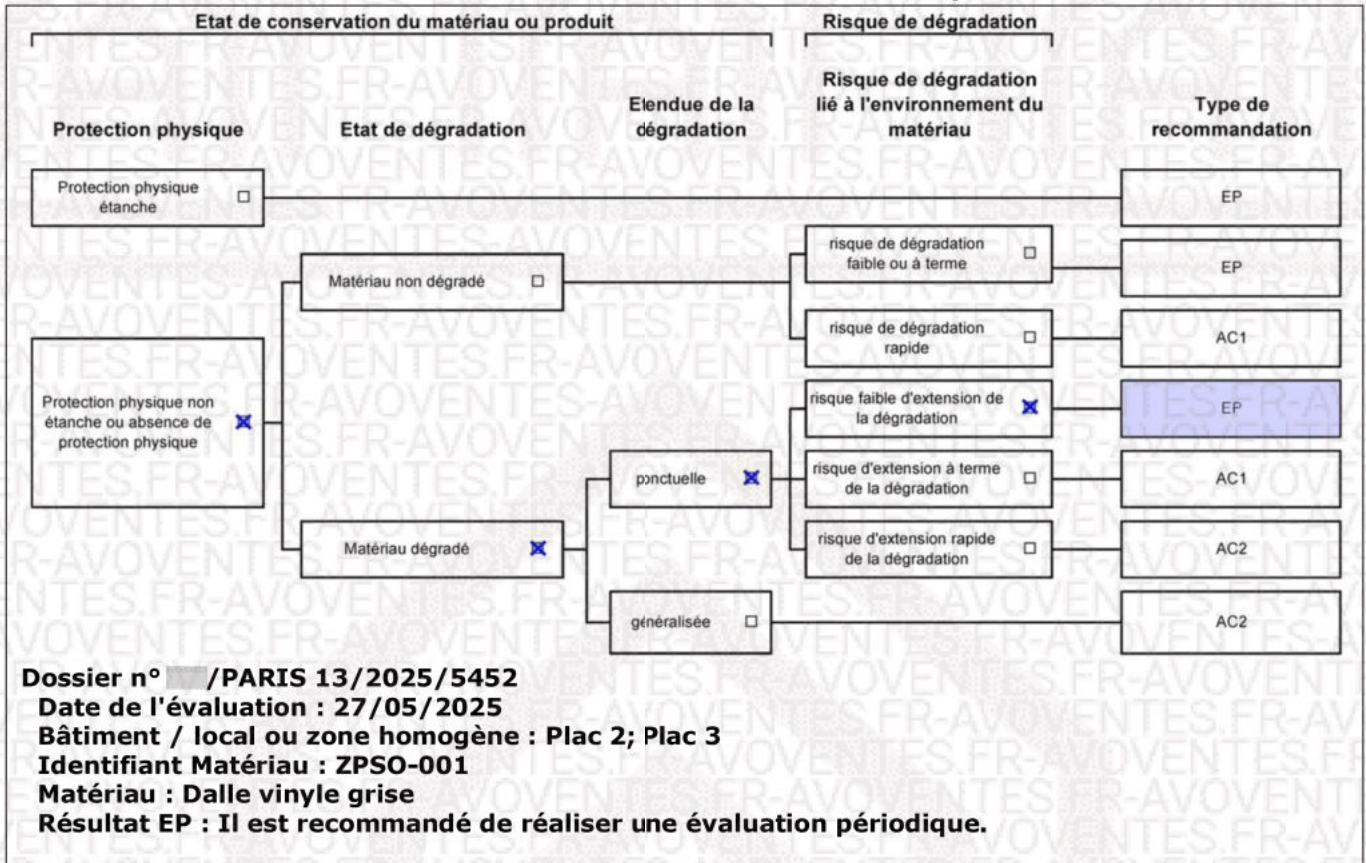 Etat de conservation du matériau ou produit
Risque de dégradation
Protection physique
Etat de dégradation
Etendue de la
dégradation
Risque de dégradation
lié à l'environnement du
matériau
Type de
recommandation
Protection physique
étanche
EP
risque de dégradation
faible ou à terme
EP
Matériau non dégradé
risque de dégradation
rapide
AC1
Protection physique non
étanche ou absence de
protection physique
risque faible d'extension de
la dégradation
EP
ponctuelle
risque d'extension à terme
de la dégradation
AC1
Matériau dégradé
risque d'extension rapide
de la dégradation
AC2
généralisée
AC2
Dossier n° /PARIS 13/2025/5452
Date de l'évaluation : 27/05/2025
Bâtiment / local ou zone homogène : Plac 2; Plac 3
Identifiant Matériau : ZPSO-001
Matériau : Dalle vinyle grise
Résultat EP : Il est recommandé de réaliser une évaluation périodique.